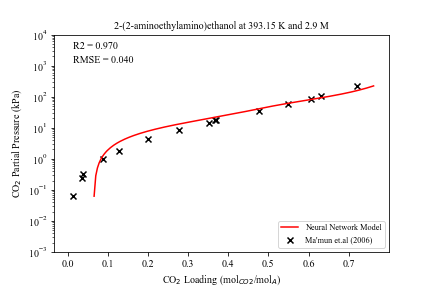 2-(2-aminoethylamino)ethanol at 393.15 K and 2.9 M
R2 = 0.970
RMSE = 0.040
CO2 Partial Pressure (kPa)
10^4
10^3
10^2
10^1
10^0
10^−1
10^−2
10^−3
Neural Network Model
Ma'mun et.al (2006)
0.0 0.1 0.2 0.3 0.4 0.5 0.6 0.7
CO2 Loading (molCO2/molA)